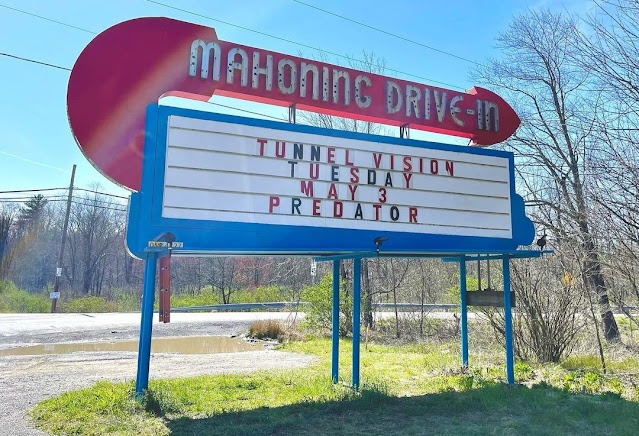 MAHONING DRIVE-IN
TUNNEL VISION
TUESDAY
MAY 3
PREDATOR